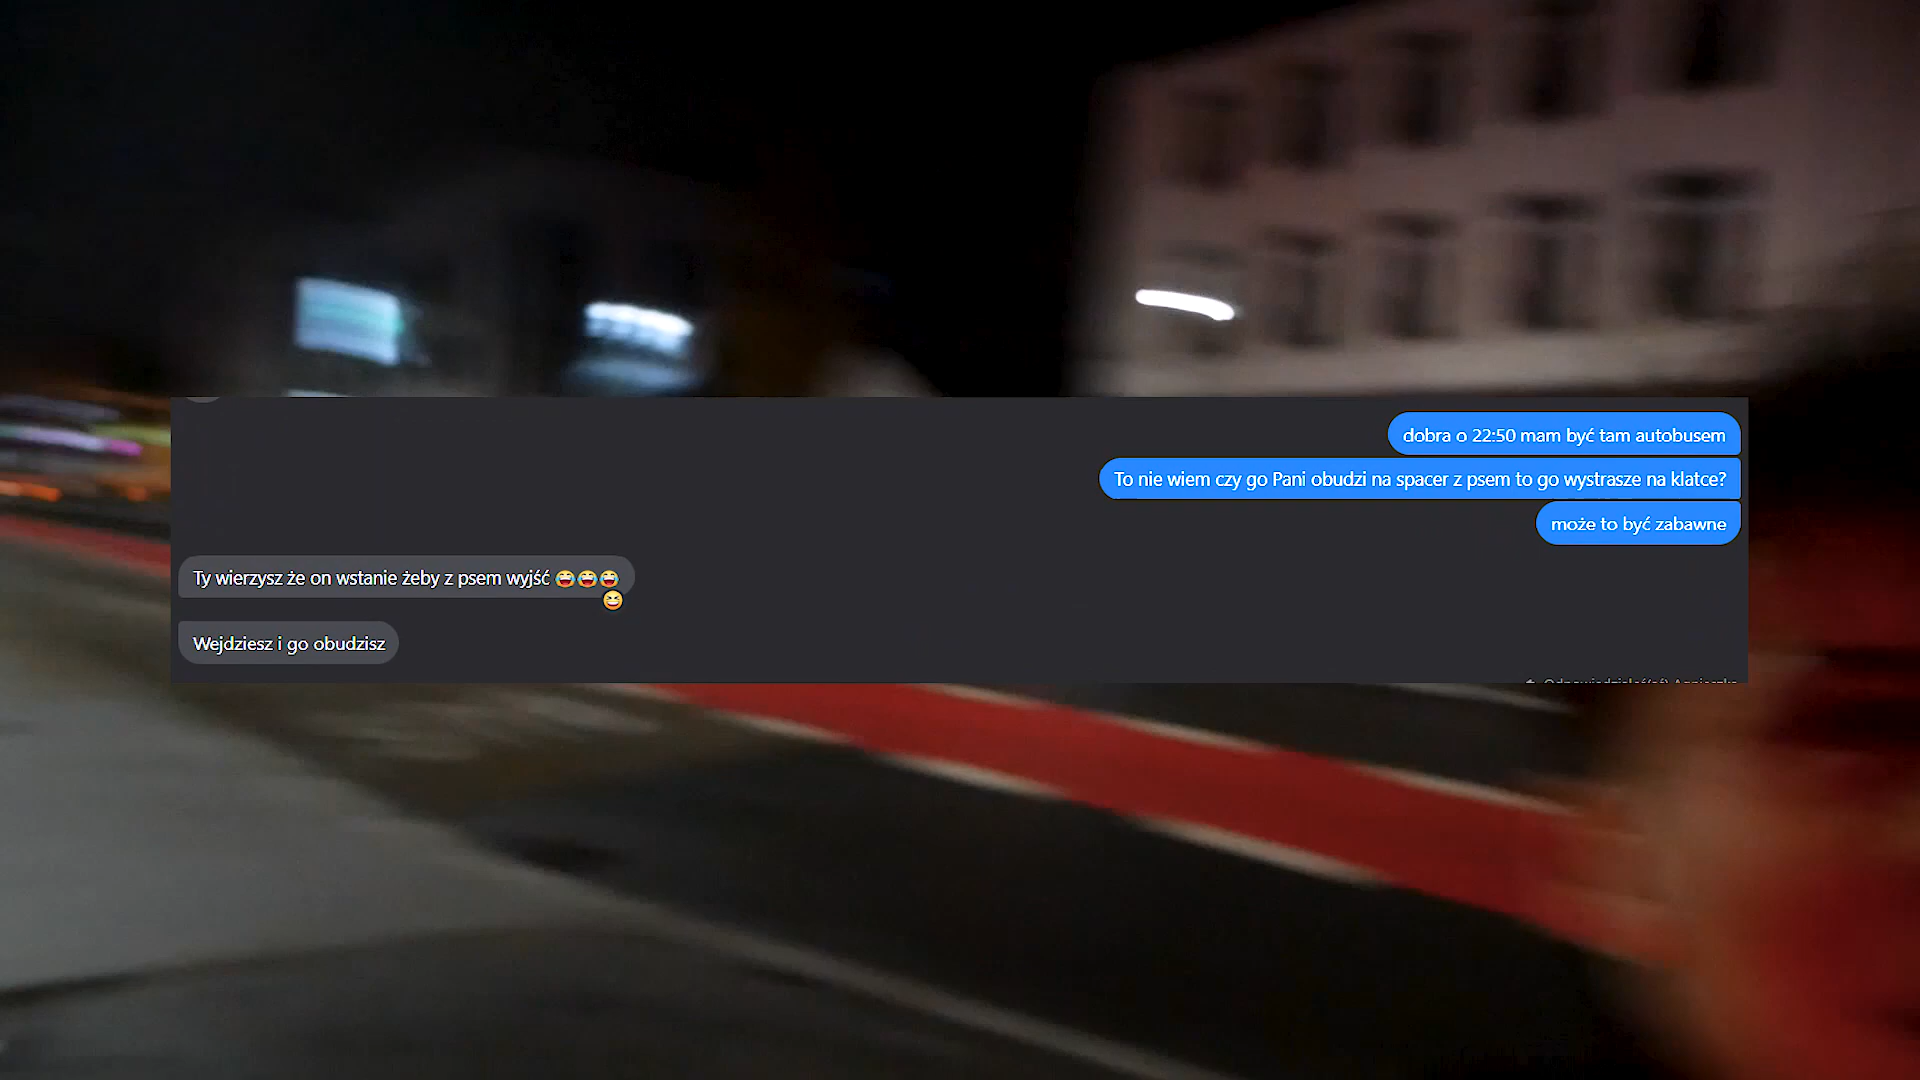 dobra o 22:50 mam być tam autobusem
To nie wiem czy go Pani obudzi na spacer z psem to go wystrasze na klatce?
może to być zabawne
Ty wierzysz że on wstanie żeby z psem wyjść 😂😂😂
😆
Wejdziesz i go obudzisz